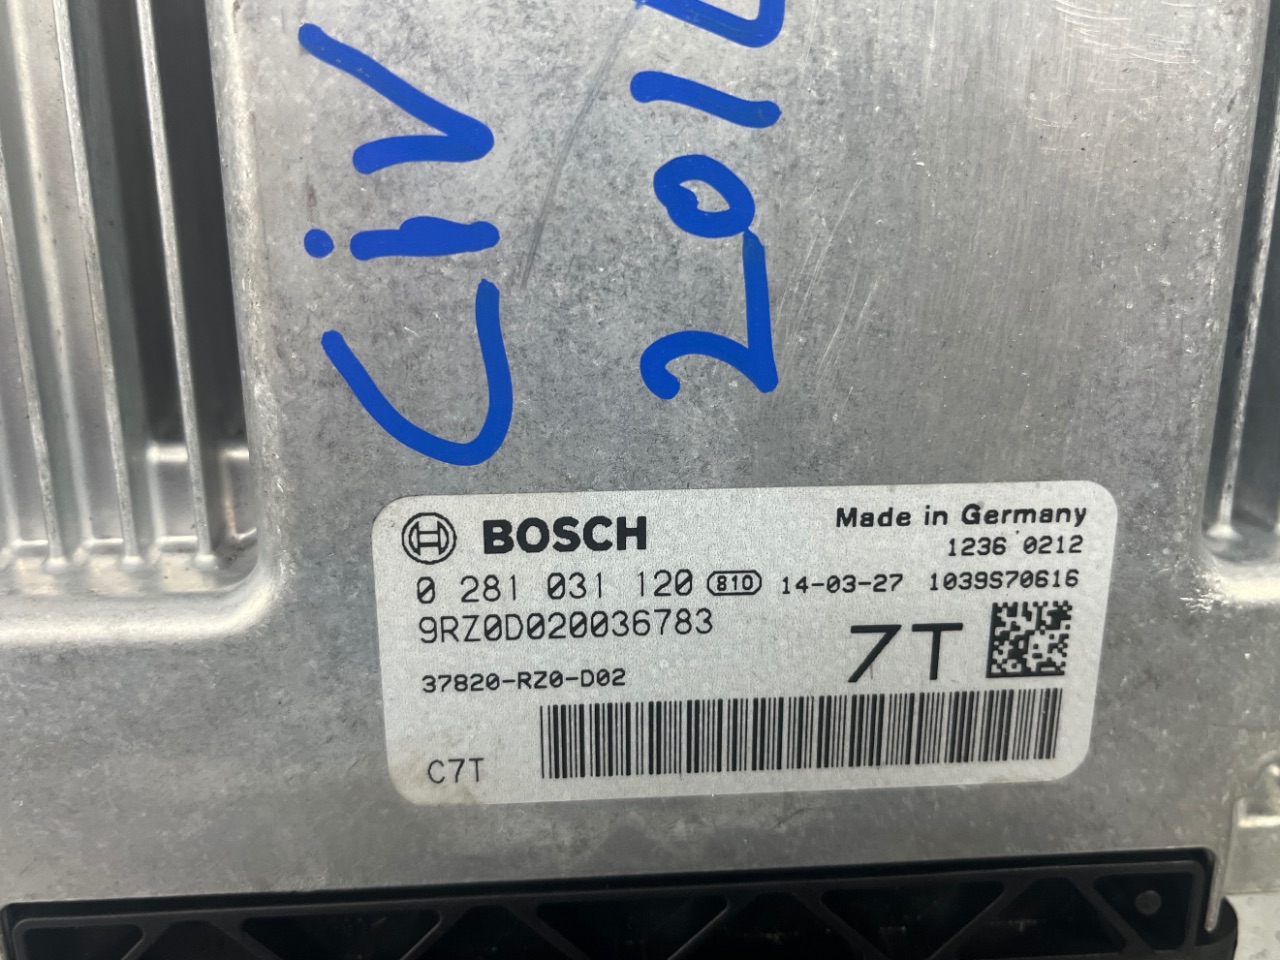 Civ
201
BOSCH
Made in Germany
1236 0212
0 281 031 120 810 14-03-27 1039S70616
9RZ0D020036783
7T
37820-RZ0-D02
C7T